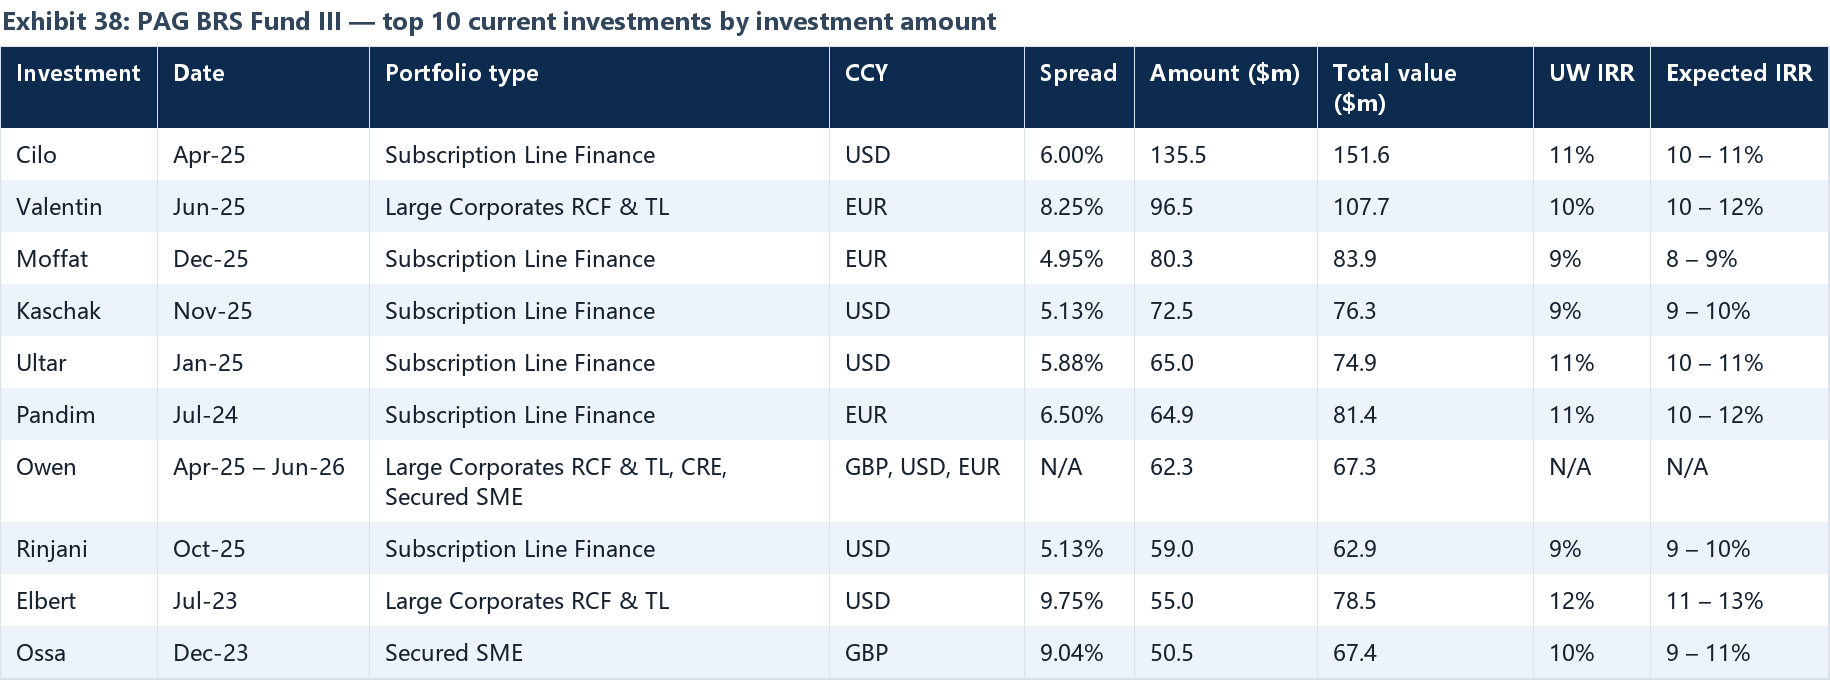 Exhibit 38: PAG BRS Fund III — top 10 current investments by investment amount
Investment Date Portfolio type CCY Spread Amount ($m) Total value ($m) UW IRR Expected IRR
Cilo Apr-25 Subscription Line Finance USD 6.00% 135.5 151.6 11% 10 – 11%
Valentin Jun-25 Large Corporates RCF & TL EUR 8.25% 96.5 107.7 10% 10 – 12%
Moffat Dec-25 Subscription Line Finance EUR 4.95% 80.3 83.9 9% 8 – 9%
Kaschak Nov-25 Subscription Line Finance USD 5.13% 72.5 76.3 9% 9 – 10%
Ultar Jan-25 Subscription Line Finance USD 5.88% 65.0 74.9 11% 10 – 11%
Pandim Jul-24 Subscription Line Finance EUR 6.50% 64.9 81.4 11% 10 – 12%
Owen Apr-25 – Jun-26 Large Corporates RCF & TL, CRE, Secured SME GBP, USD, EUR N/A 62.3 67.3 N/A N/A
Rinjani Oct-25 Subscription Line Finance USD 5.13% 59.0 62.9 9% 9 – 10%
Elbert Jul-23 Large Corporates RCF & TL USD 9.75% 55.0 78.5 12% 11 – 13%
Ossa Dec-23 Secured SME GBP 9.04% 50.5 67.4 10% 9 – 11%